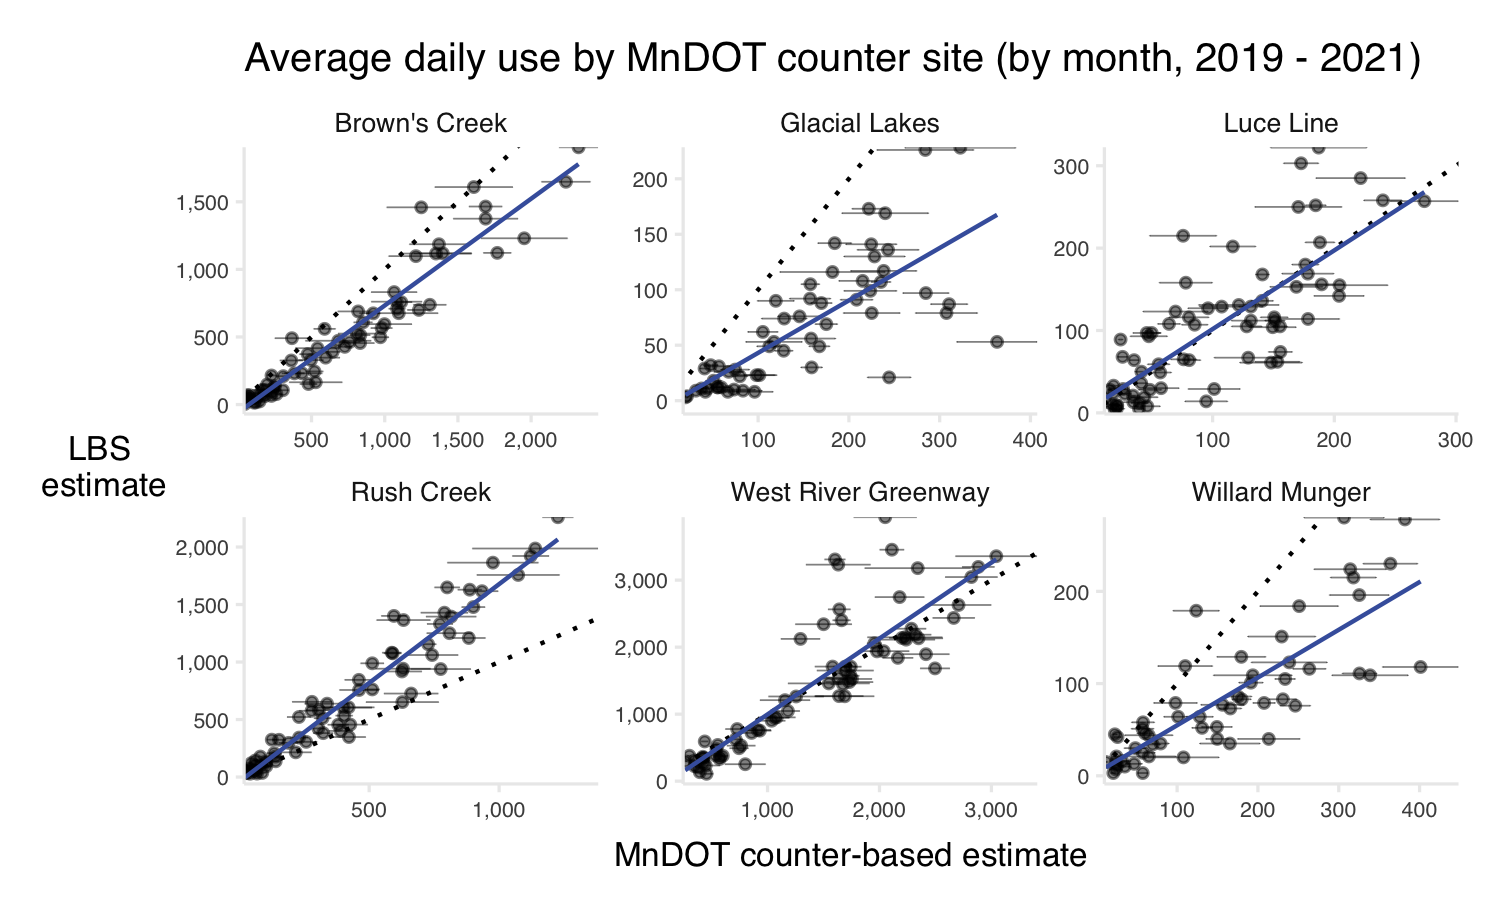 Average daily use by MnDOT counter site (by month, 2019 - 2021)
Brown's Creek
Glacial Lakes
Luce Line
1,500
1,000
500
0
500 1,000 1,500 2,000
200
150
100
50
0
100 200 300 400
300
200
100
0
100 200 300
LBS
estimate
Rush Creek
West River Greenway
Willard Munger
2,000
1,500
1,000
500
0
500 1,000
3,000
2,000
1,000
0
1,000 2,000 3,000
200
100
0
100 200 300 400
MnDOT counter-based estimate